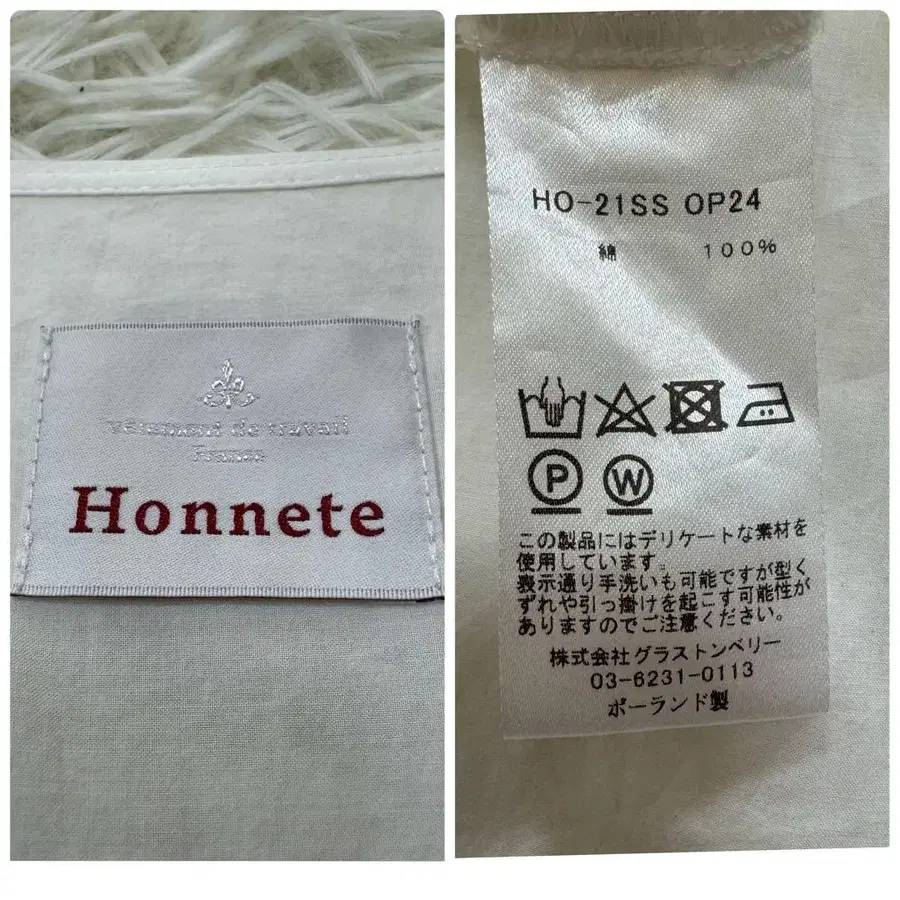 Vêtement de travail
France
Honnete
HO-21SS OP24
綿 100%
P W
この製品にはデリケートな素材を
使用しています。
表示通り手洗いも可能ですが型く
ずれや引っ掛けを起こす可能性が
ありますのでご注意ください。
株式会社グラストンベリー
03-6231-0113
ポーランド製